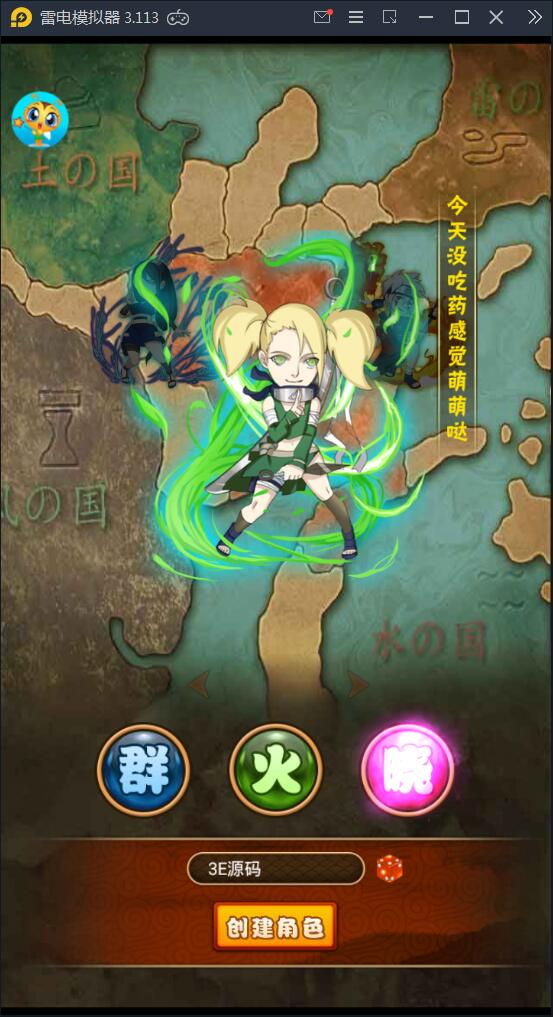 雷电模拟器 3.113
雷の
土の国
今天没吃药感觉萌萌哒
風の国
水の国
群
火
晓
3E源码
创建角色